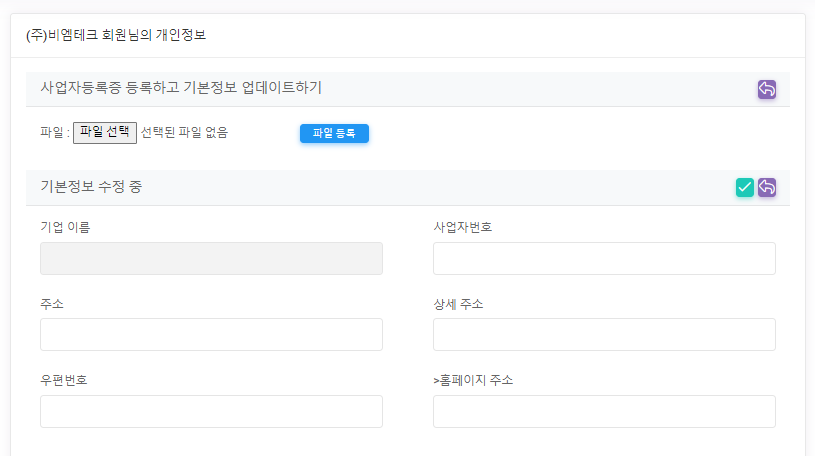 (주)비엠테크 회원님의 개인정보
사업자등록증 등록하고 기본정보 업데이트하기
파일 : 파일 선택 선택된 파일 없음 파일 등록
기본정보 수정 중
기업 이름 사업자번호
주소 상세 주소
우편번호 >홈페이지 주소